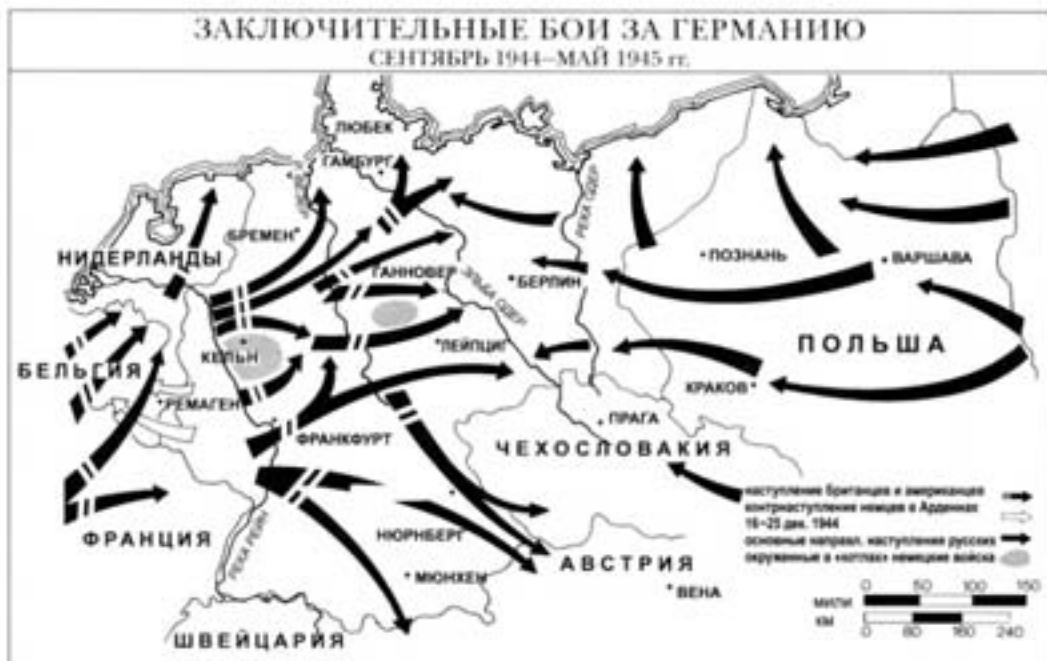 ЗАКЛЮЧИТЕЛЬНЫЕ БОИ ЗА ГЕРМАНИЮ
СЕНТЯБРЬ 1944—МАЙ 1945 гг.
ЛЮБЕК
ГАМБУРГ
БРЕМЕН
НИДЕРЛАНДЫ
ГАННОВЕР
БЕРЛИН
РЕКА ОДЕР
ПОЗНАНЬ
ВАРШАВА
ЭЛЬБА ОДЕР
КЕЛЬН
ЛЕЙПЦИГ
ПОЛЬША
БЕЛЬГИЯ
РЕМАГЕН
КРАКОВ
ПРАГА
ФРАНКФУРТ
ЧЕХОСЛОВАКИЯ
ФРАНЦИЯ
РЕКА РЕЙН
НЮРНБЕРГ
МЮНХЕН
АВСТРИЯ
ВЕНА
ШВЕЙЦАРИЯ
наступление британцев и американцев
контрнаступление немцев в Арденнах
16–25 дек. 1944
основные направл. наступления русских
окруженные в «котлах» немецкие войска
0 50 100 150
МИЛИ
КМ
0 80 160 240